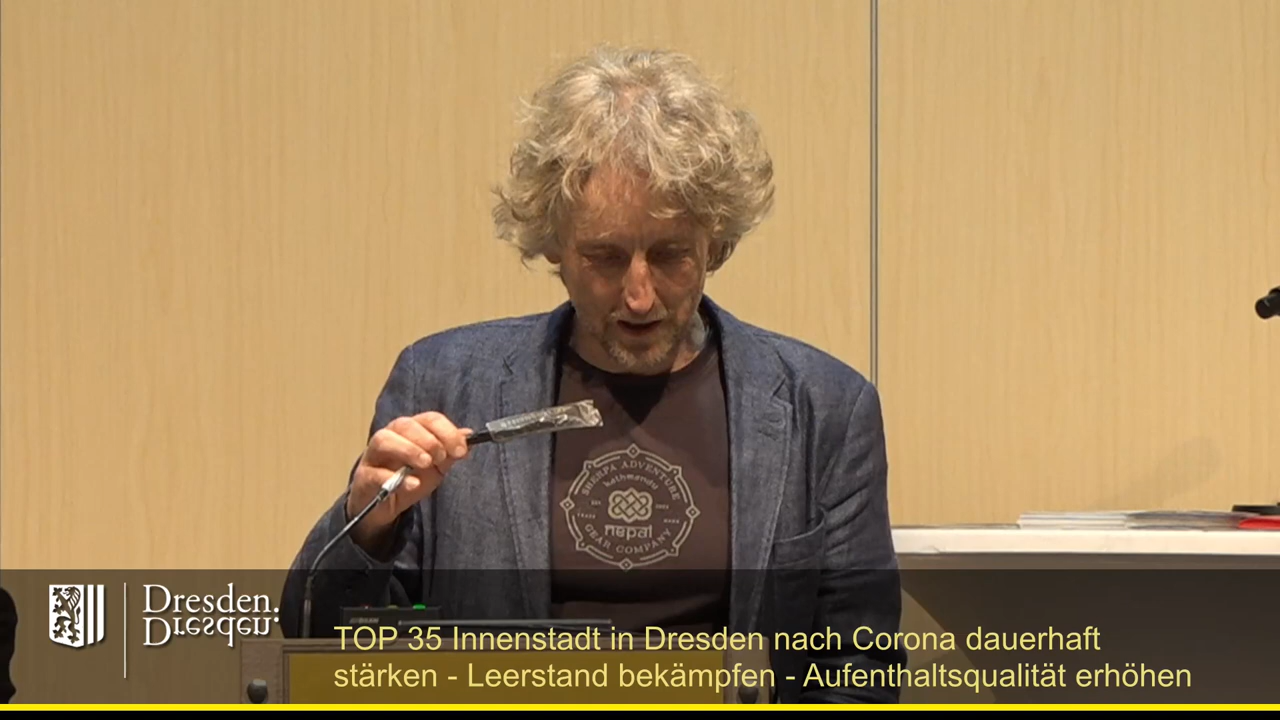 SHERPA ADVENTURE
kathmandu
nepal
GEAR COMPANY
Dresden.
Dresden.
TOP 35 Innenstadt in Dresden nach Corona dauerhaft
stärken - Leerstand bekämpfen - Aufenthaltsqualität erhöhen